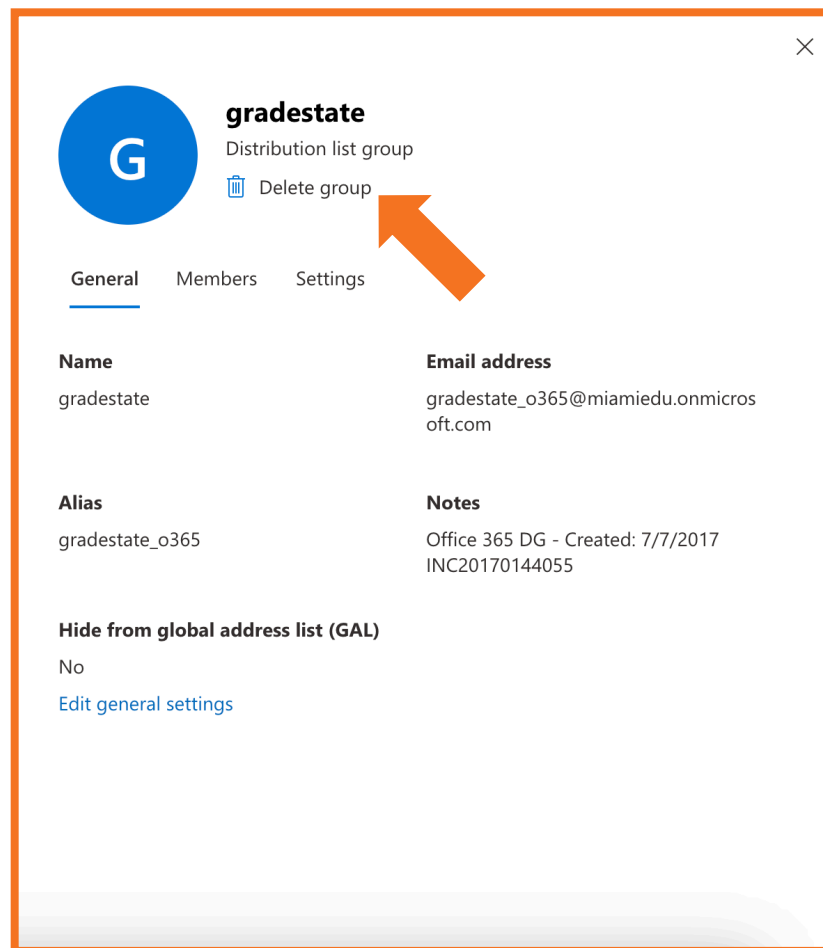 G
gradestate
Distribution list group
Delete group
General Members Settings
Name
gradestate
Email address
gradestate_o365@miamiedu.onmicros
oft.com
Alias
gradestate_o365
Notes
Office 365 DG - Created: 7/7/2017
INC20170144055
Hide from global address list (GAL)
No
Edit general settings